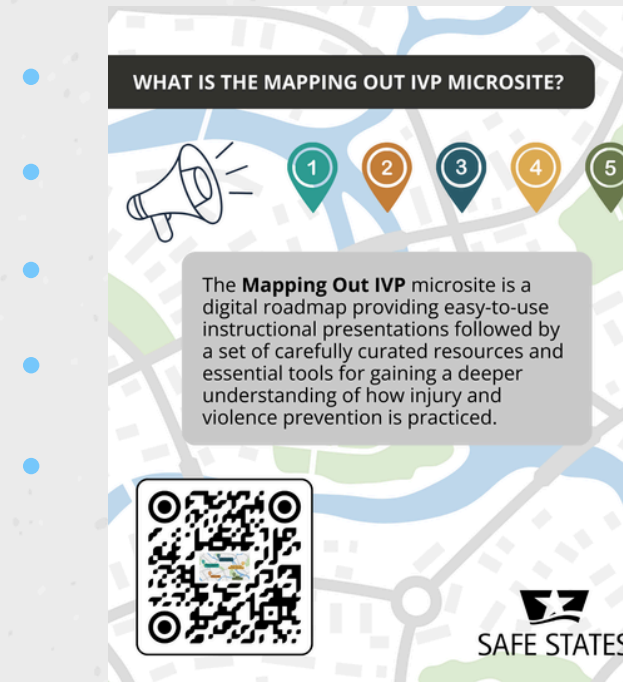 WHAT IS THE MAPPING OUT IVP MICROSITE?
1 2 3 4 5
The Mapping Out IVP microsite is a
digital roadmap providing easy-to-use
instructional presentations followed by
a set of carefully curated resources and
essential tools for gaining a deeper
understanding of how injury and
violence prevention is practiced.
SAFE STATES